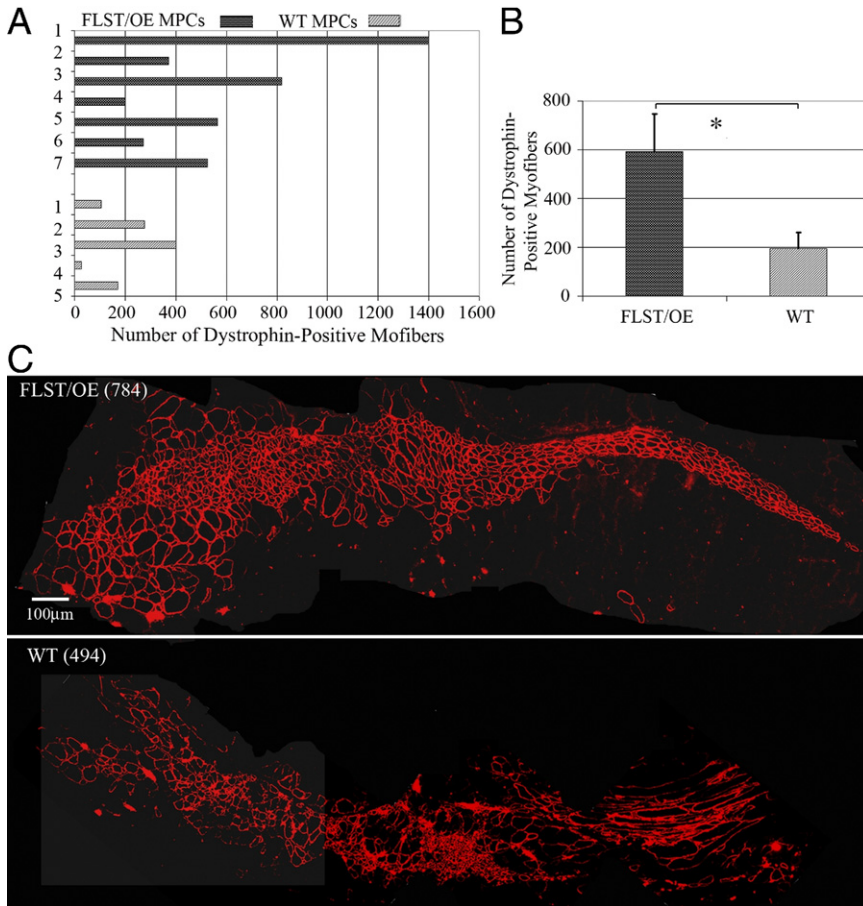 A
FLST/OE MPCs WT MPCs
1
2
3
4
5
6
7
1
2
3
4
5
0 200 400 600 800 1000 1200 1400 1600
Number of Dystrophin-Positive Mofibers
B
Number of Dystrophin-
Positive Myofibers
800
600
400
200
0
*
FLST/OE WT
C
FLST/OE (784)
100µm
WT (494)